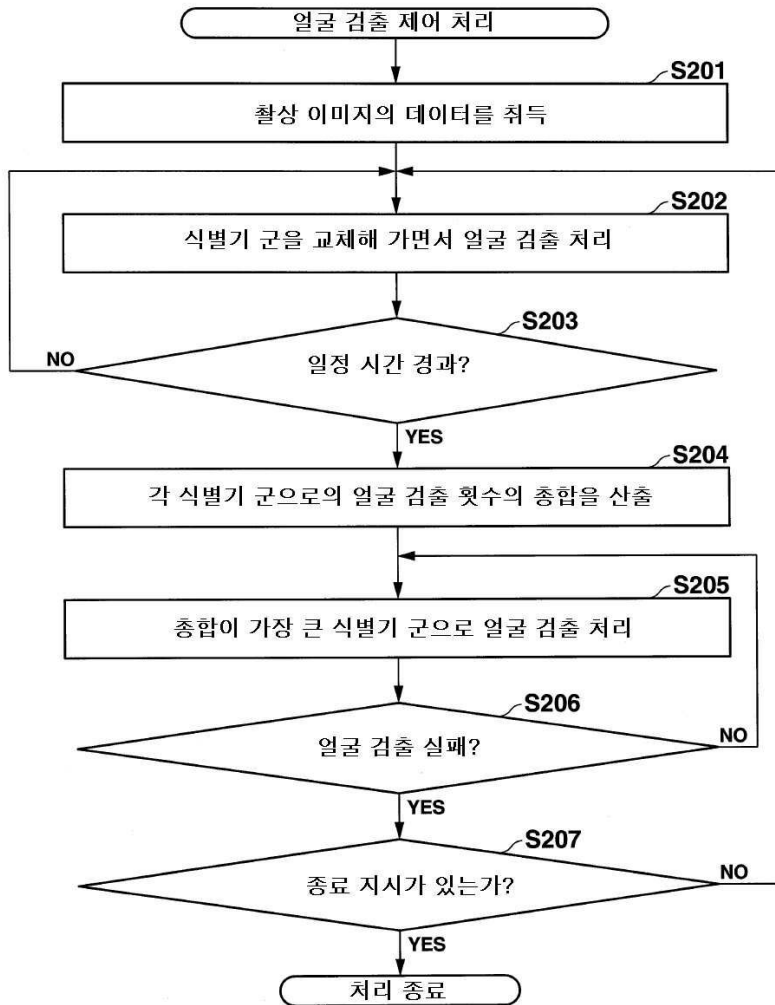 얼굴 검출 제어 처리
S201
촬상 이미지의 데이터를 취득
S202
식별기 군을 교체해 가면서 얼굴 검출 처리
S203
일정 시간 경과?
NO
YES
S204
각 식별기 군으로의 얼굴 검출 횟수의 총합을 산출
S205
총합이 가장 큰 식별기 군으로 얼굴 검출 처리
S206
얼굴 검출 실패?
NO
YES
S207
종료 지시가 있는가?
NO
YES
처리 종료